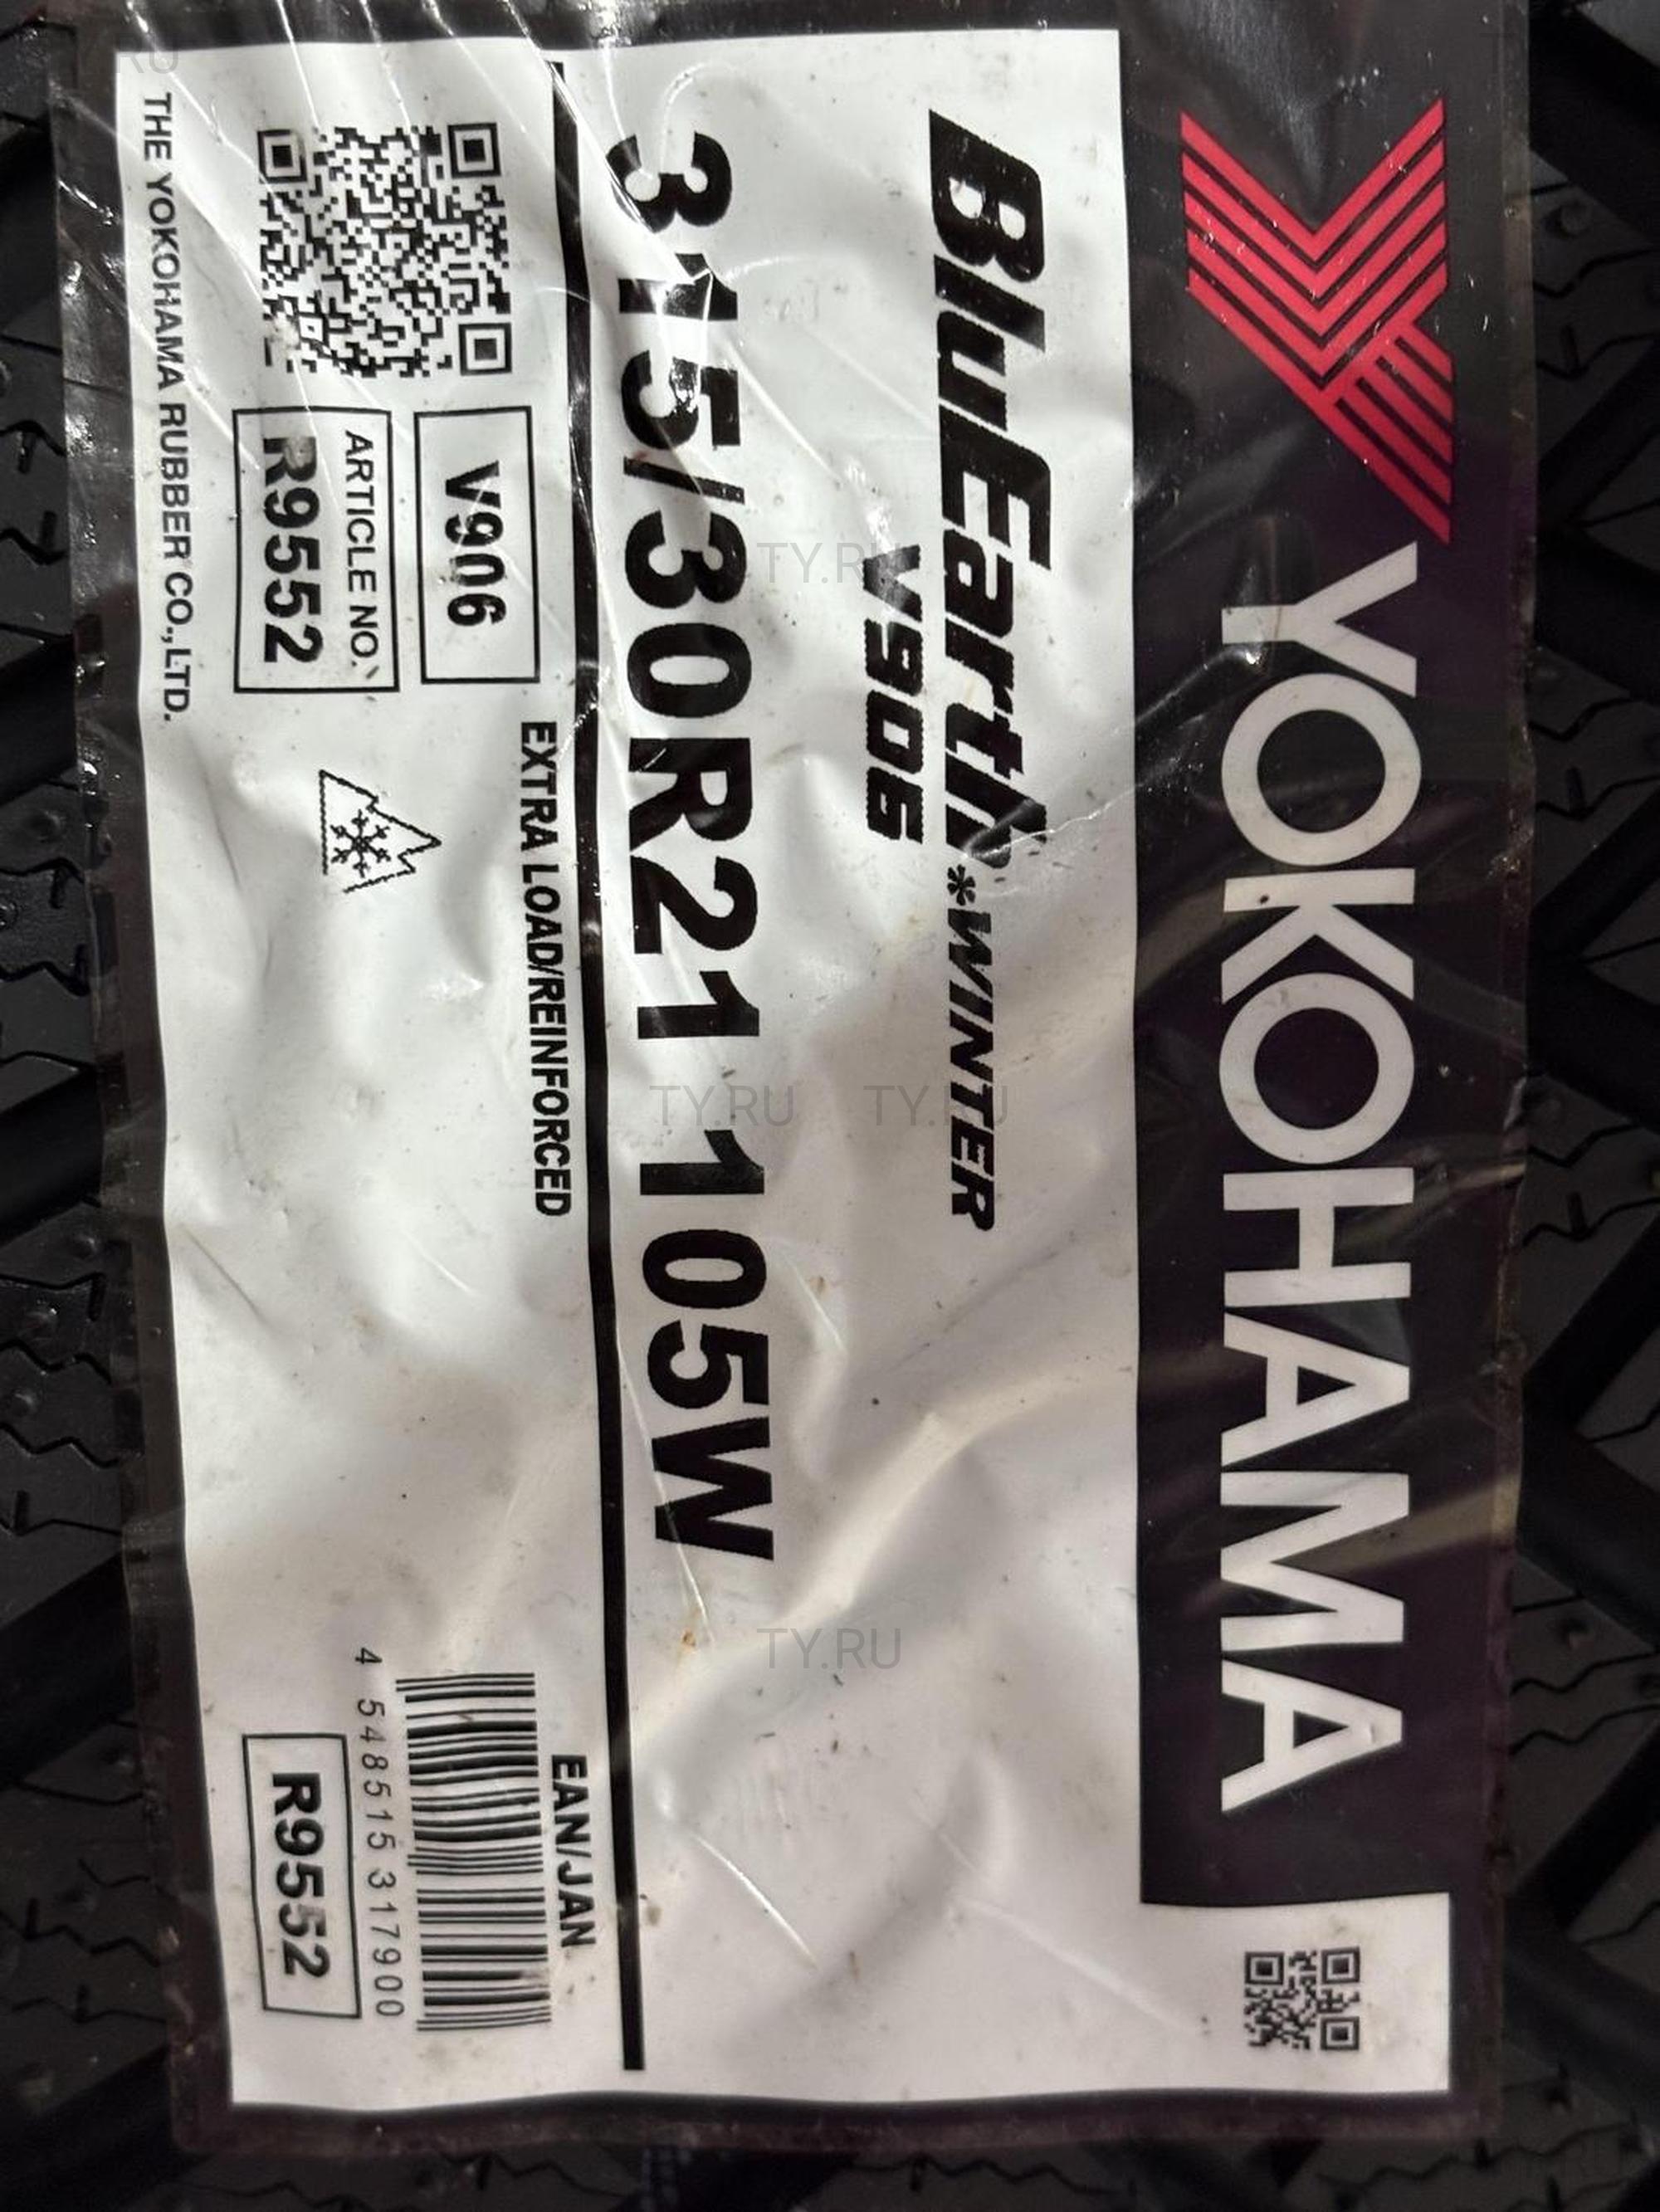 YOKOHAMA
BluEarth*WINTER
V906
315/30R21 105W
EXTRA LOAD/REINFORCED
EAN/JAN
V906
ARTICLE NO.
R9552
4 548515 317900
R9552
THE YOKOHAMA RUBBER CO.,LTD.
TY.RU
TY.RU
TY.RU
TY.RU